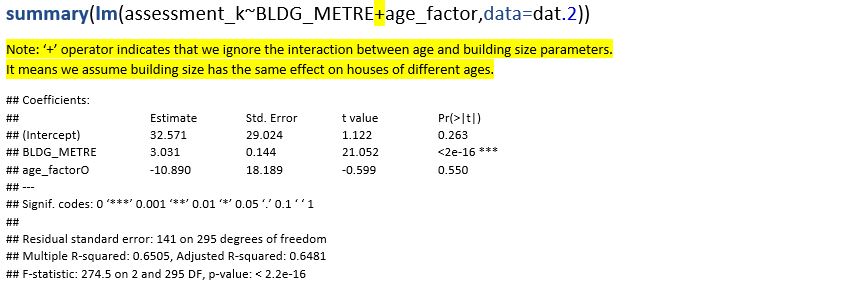 summary(lm(assessment_k~BLDG_METRE+age_factor,data=dat.2))
Note: ‘+’ operator indicates that we ignore the interaction between age and building size parameters.
It means we assume building size has the same effect on houses of different ages.
## Coefficients:
## Estimate Std. Error t value Pr(>|t|)
## (Intercept) 32.571 29.024 1.122 0.263
## BLDG_METRE 3.031 0.144 21.052 <2e-16 ***
## age_factorO -10.890 18.189 -0.599 0.550
## ---
## Signif. codes: 0 ‘***’ 0.001 ‘**’ 0.01 ‘*’ 0.05 ‘.’ 0.1 ‘ ’ 1
##
## Residual standard error: 141 on 295 degrees of freedom
## Multiple R-squared: 0.6505, Adjusted R-squared: 0.6481
## F-statistic: 274.5 on 2 and 295 DF, p-value: < 2.2e-16